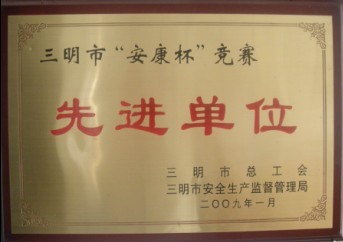 三明市“安康杯”竞赛
先进单位
三明市总工会
三明市安全生产监督管理局
二〇〇九年一月